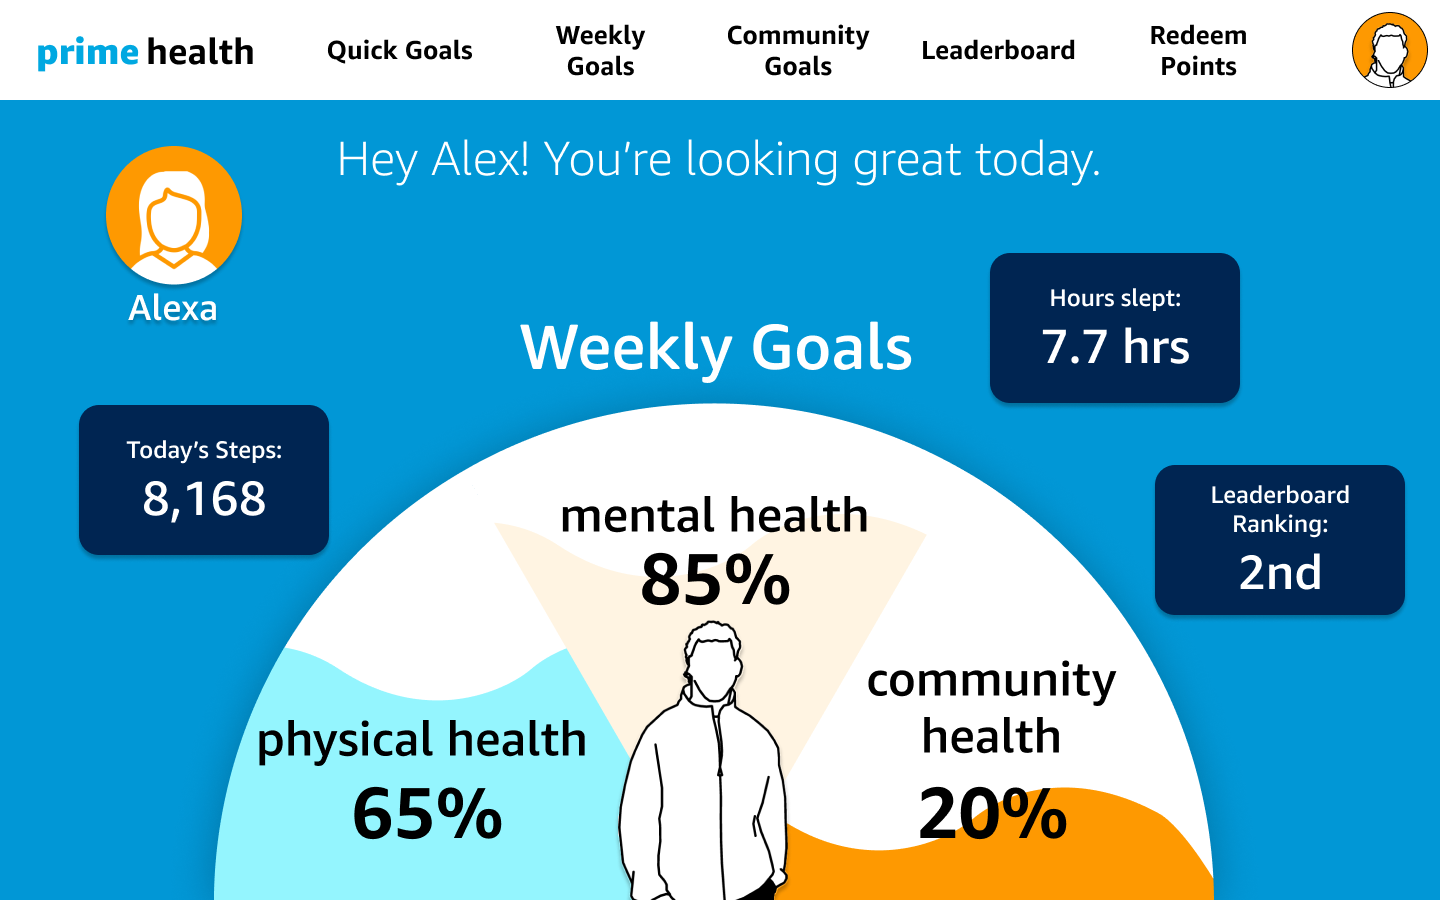 prime health
Quick Goals
Weekly
Goals
Community
Goals
Leaderboard
Redeem
Points
Hey Alex! You're looking great today.
Alexa
Weekly Goals
Hours slept:
7.7 hrs
Today's Steps:
8,168
Leaderboard
Ranking:
2nd
mental health
85%
physical health
65%
community
health
20%